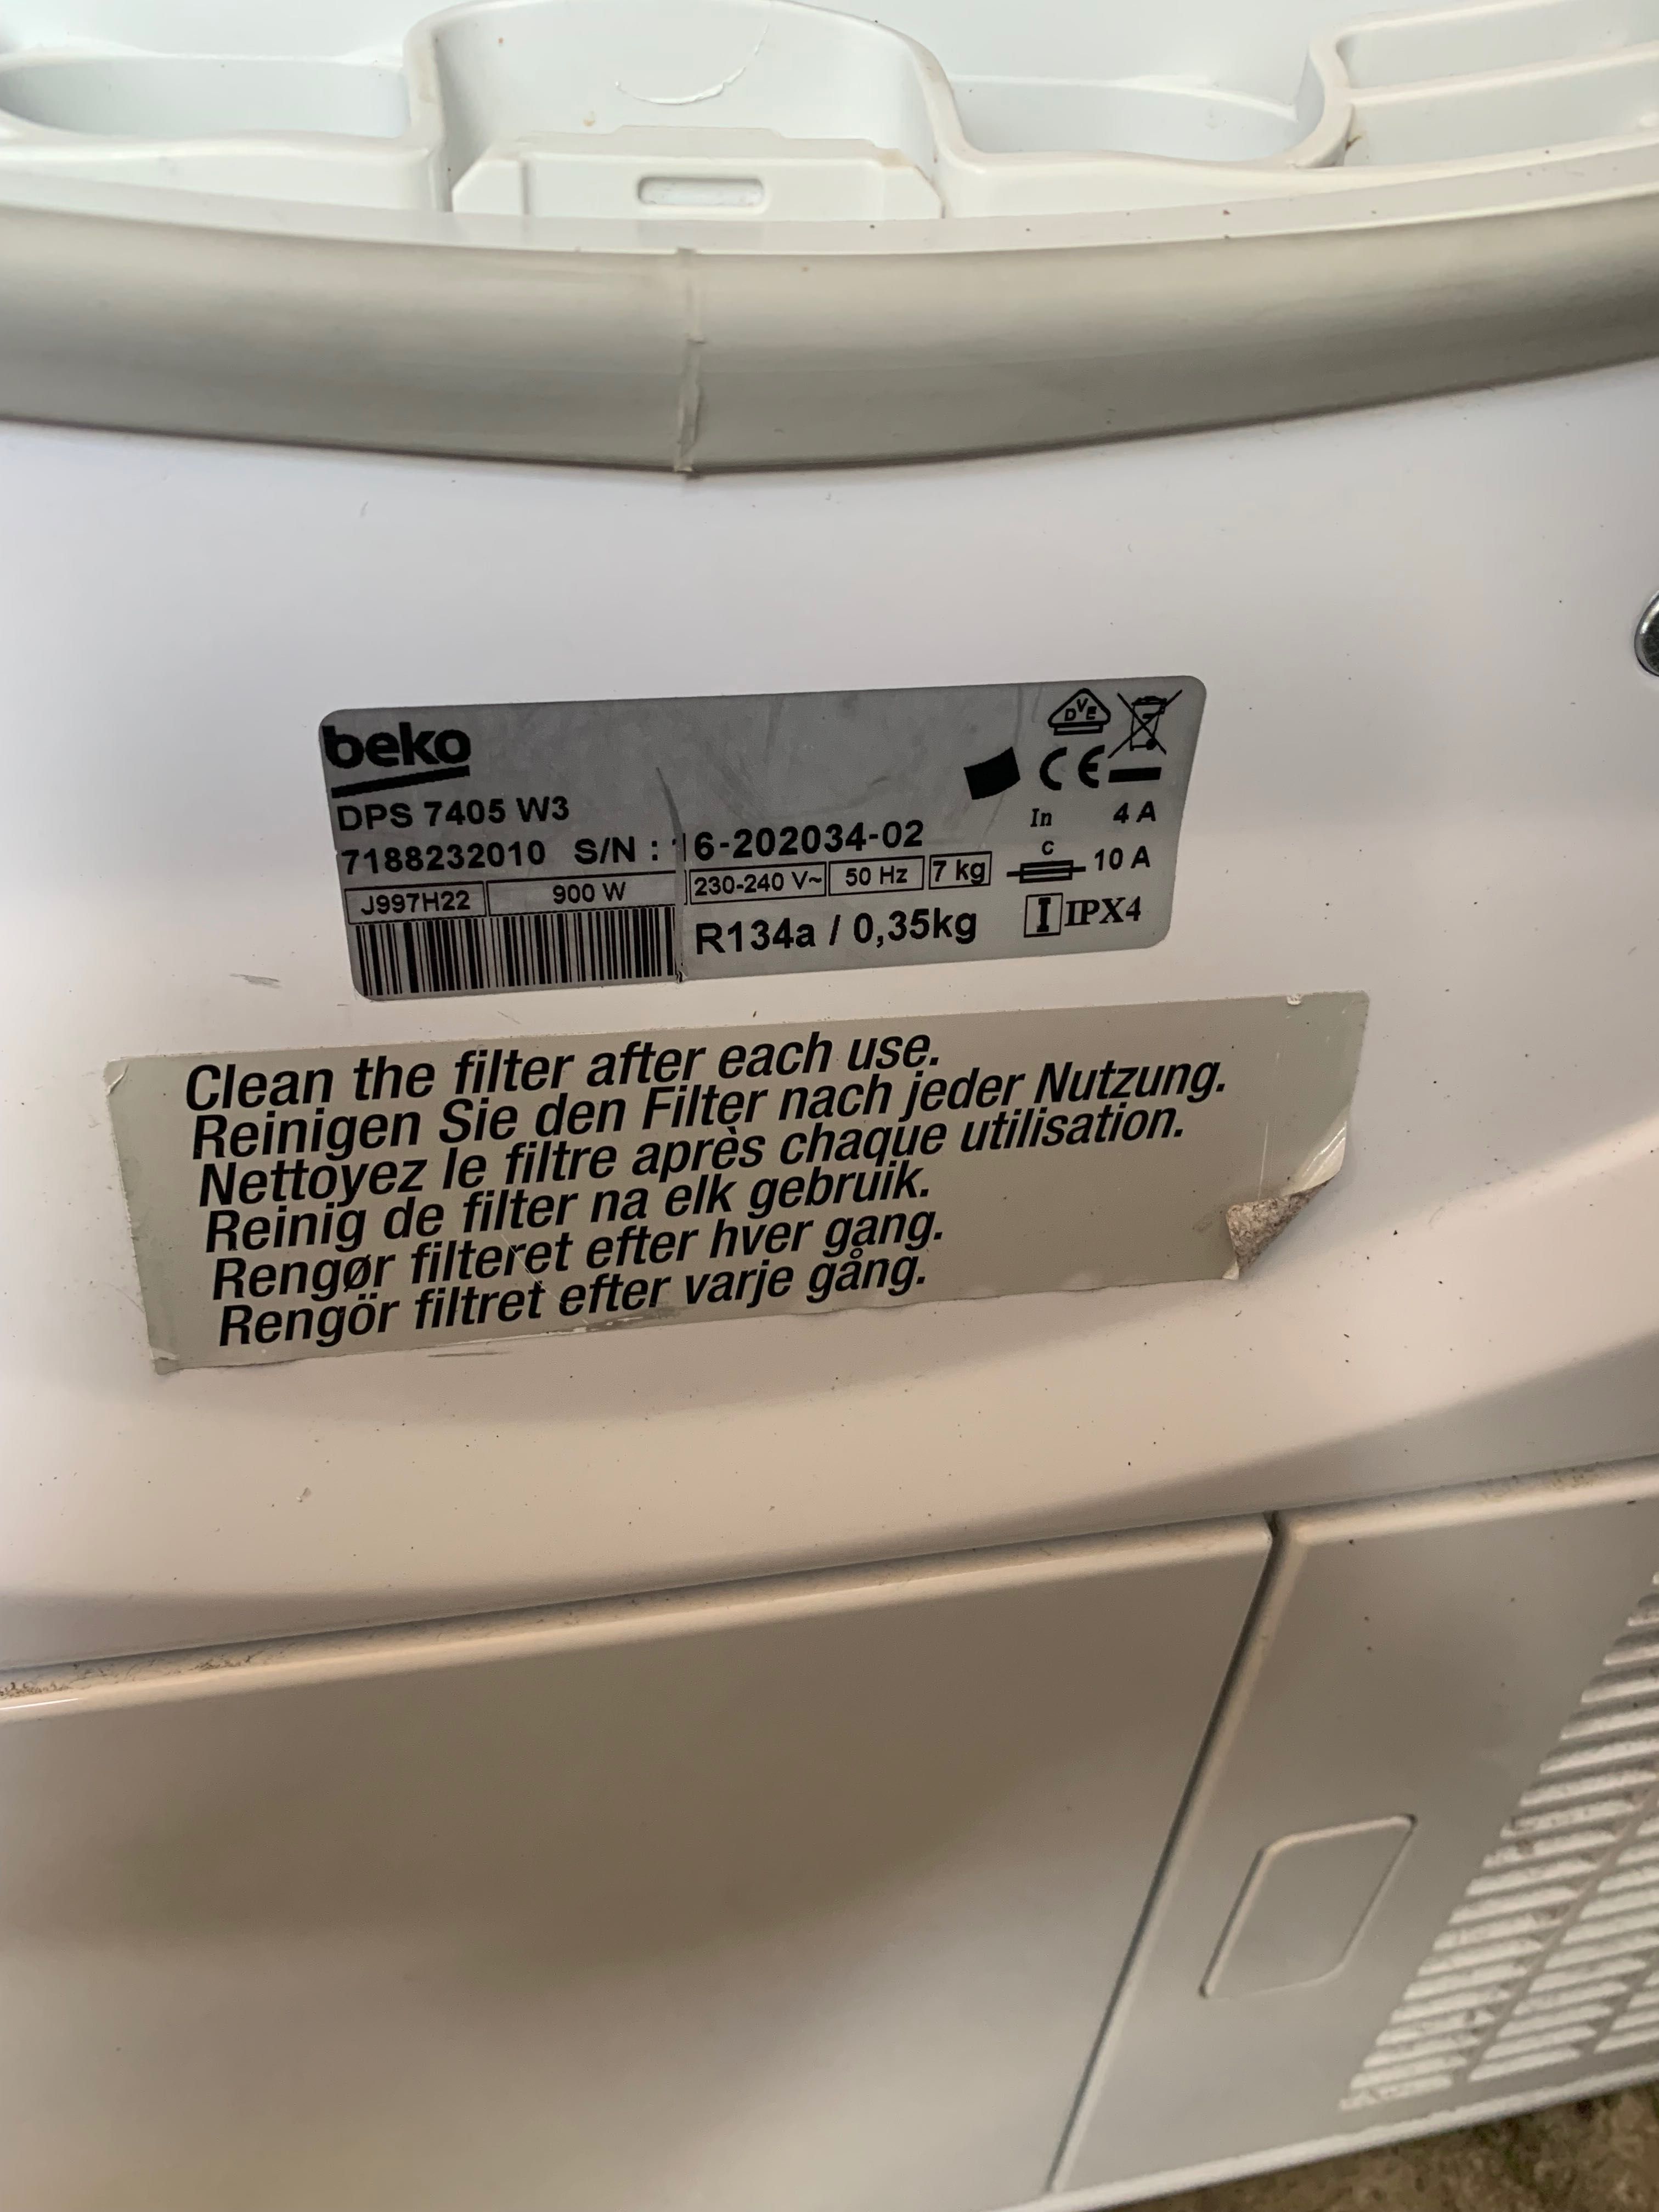 beko
DPS 7405 W3
7188232010 S/N : 16-202034-02
J997H22 900 W 230-240 V~ 50 Hz 7 kg
R134a / 0,35kg
DVE
CE
In 4 A
C 10 A
I IPX4
Clean the filter after each use.
Reinigen Sie den Filter nach jeder Nutzung.
Nettoyez le filtre après chaque utilisation.
Reinig de filter na elk gebruik.
Rengør filteret efter hver gang.
Rengör filtret efter varje gång.